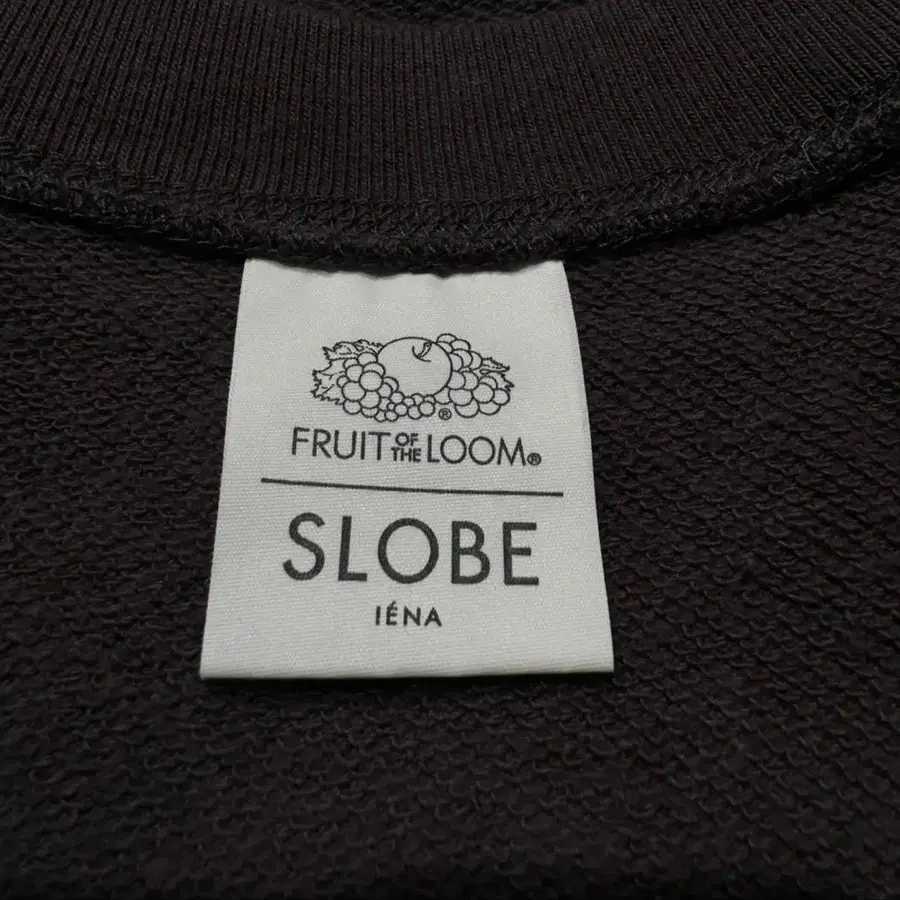 ®
FRUIT OF THE LOOM®
SLOBE
IÉNA